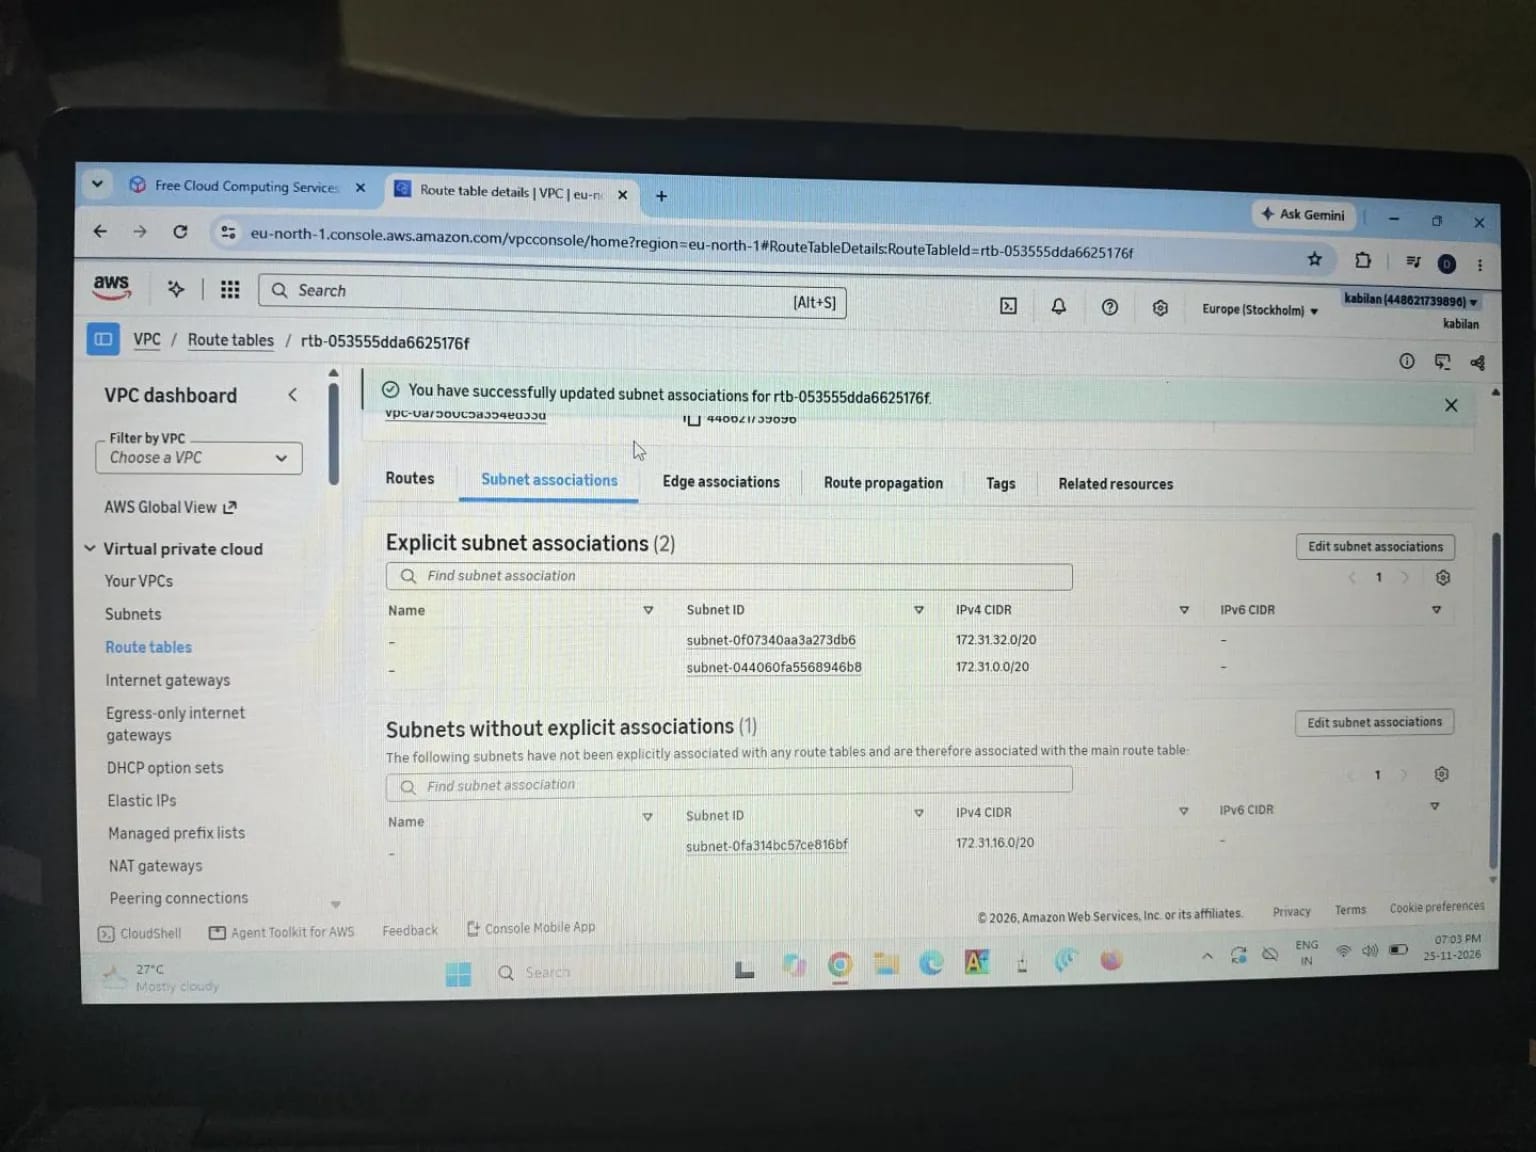 Free Cloud Computing Services
Route table details | VPC | eu-n
Ask Gemini
eu-north-1.console.aws.amazon.com/vpcconsole/home?region=eu-north-1#RouteTableDetails:RouteTableId=rtb-053555dda6625176f
D
aws
Search
[Alt+S]
Europe (Stockholm)
kabilan (448621739896)
kabilan
VPC / Route tables / rtb-053555dda6625176f
VPC dashboard
Filter by VPC
Choose a VPC
AWS Global View
Virtual private cloud
Your VPCs
Subnets
Route tables
Internet gateways
Egress-only internet
gateways
DHCP option sets
Elastic IPs
Managed prefix lists
NAT gateways
Peering connections
You have successfully updated subnet associations for rtb-053555dda6625176f.
Routes
Subnet associations
Edge associations
Route propagation
Tags
Related resources
Explicit subnet associations (2)
Edit subnet associations
Find subnet association
1
Name Subnet ID IPv4 CIDR IPv6 CIDR
– subnet-0f07340aa3a273db6 172.31.32.0/20 –
– subnet-044060fa5568946b8 172.31.0.0/20 –
Subnets without explicit associations (1)
Edit subnet associations
The following subnets have not been explicitly associated with any route tables and are therefore associated with the main route table:
Find subnet association
1
Name Subnet ID IPv4 CIDR IPv6 CIDR
– subnet-0fa314bc57ce816bf 172.31.16.0/20 –
CloudShell
Agent Toolkit for AWS
Feedback
Console Mobile App
© 2026, Amazon Web Services, Inc. or its affiliates.
Privacy
Terms
Cookie preferences
27°C
Mostly cloudy
Search
ENG
IN
07:03 PM
25-11-2026